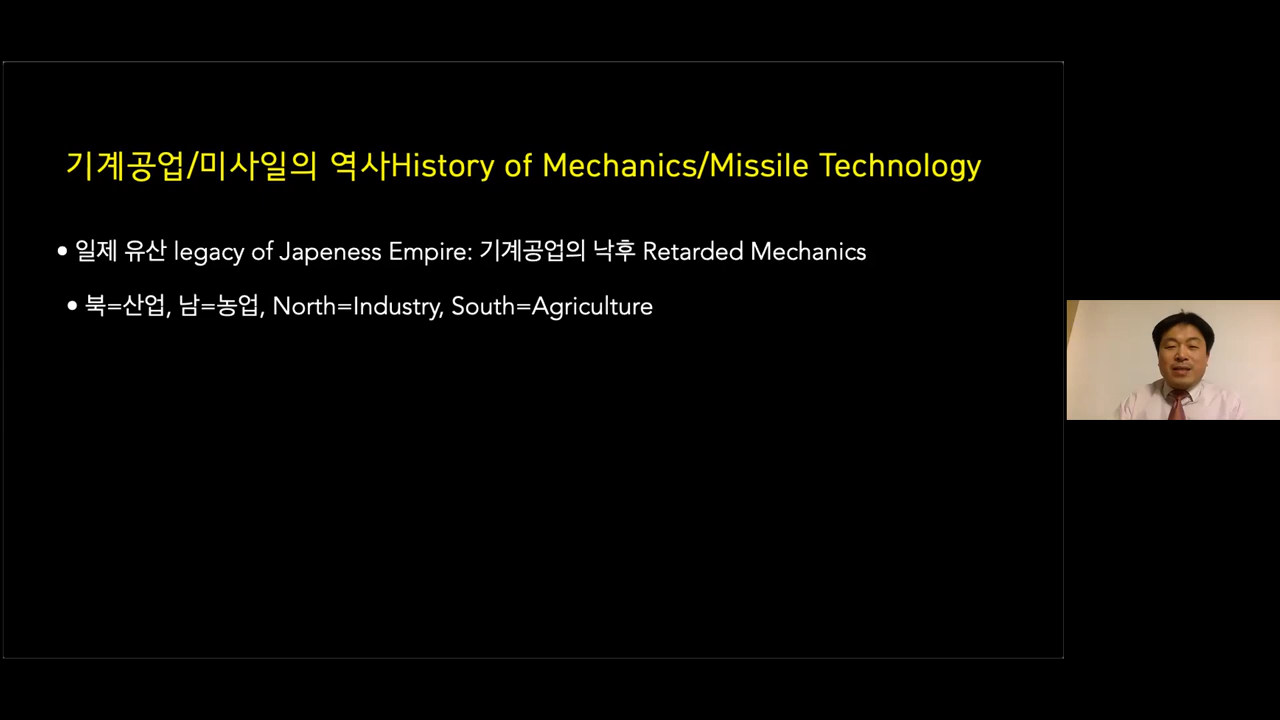 기계공업/미사일의 역사History of Mechanics/Missile Technology
• 일제 유산 legacy of Japeness Empire: 기계공업의 낙후 Retarded Mechanics
• 북=산업, 남=농업, North=Industry, South=Agriculture